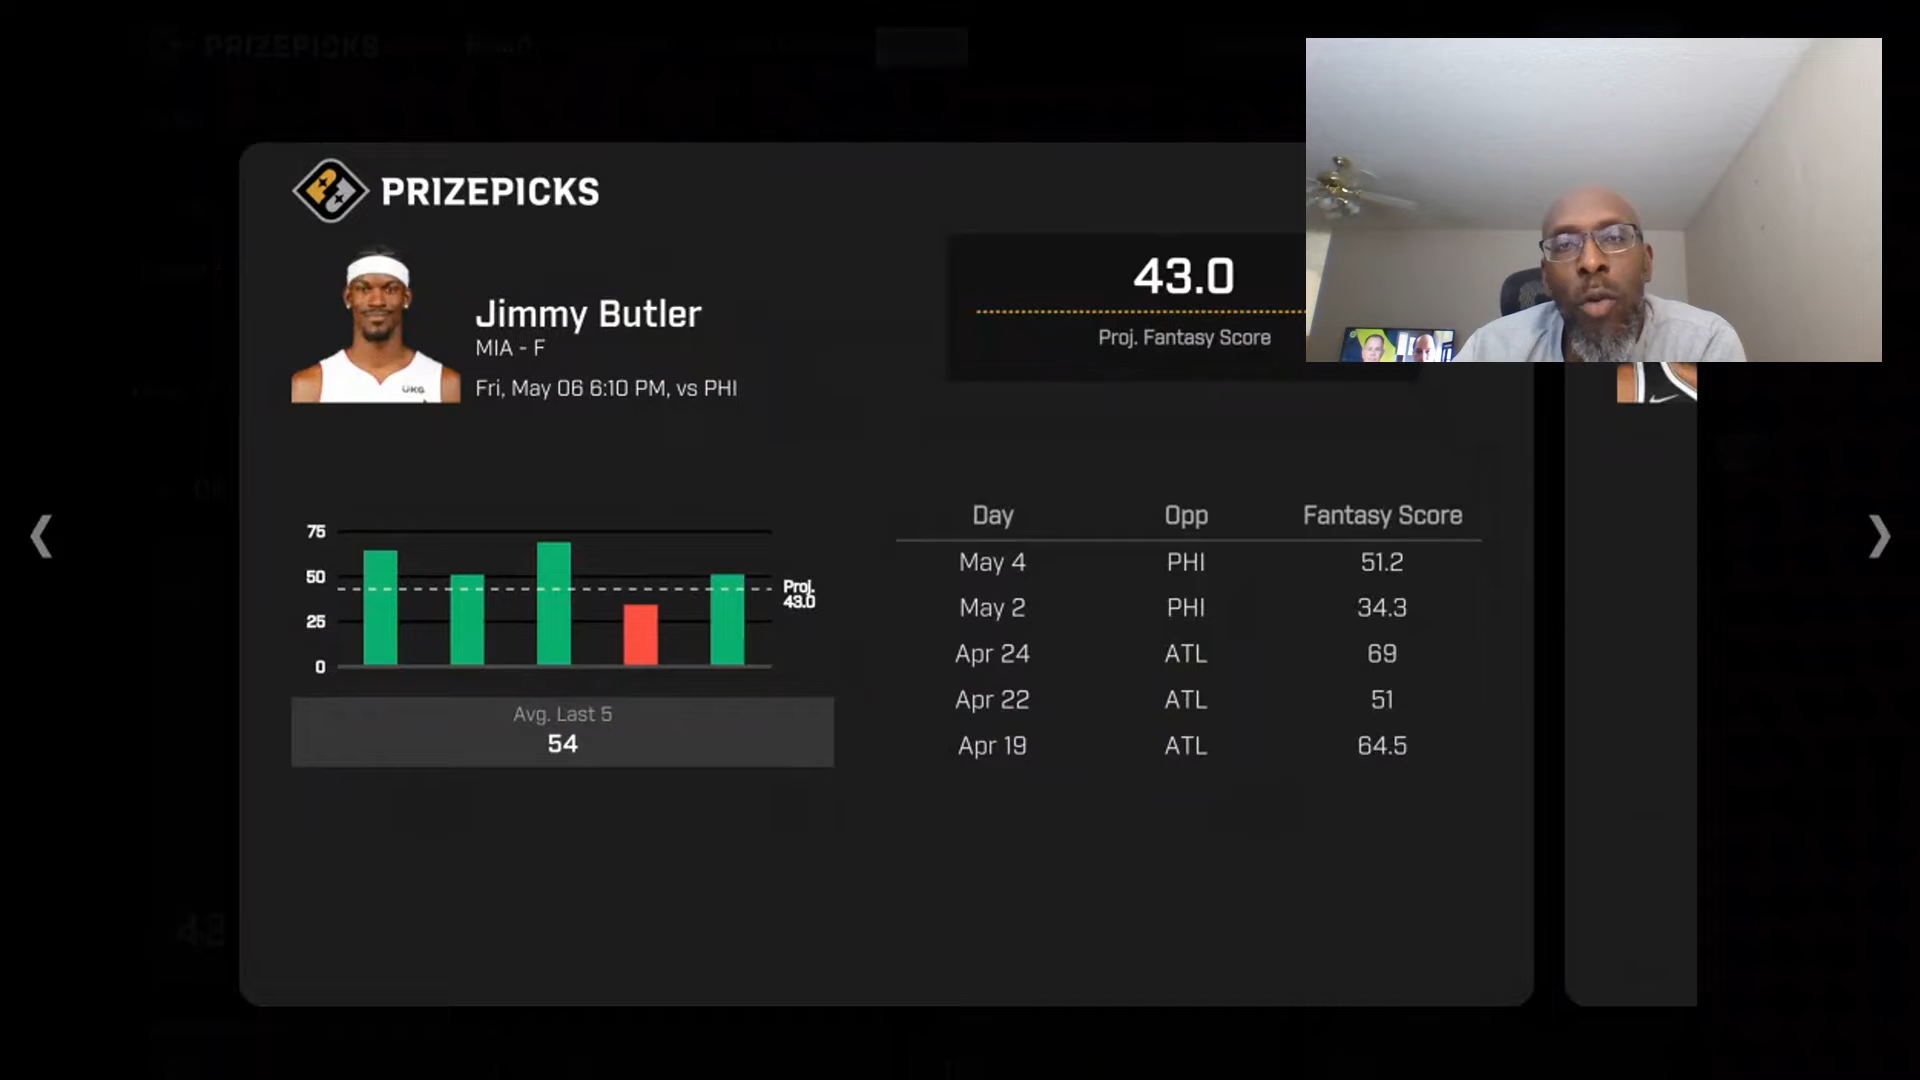 PRIZEPICKS
PRIZEPICKS
43.0
Proj. Fantasy Score
Jimmy Butler
MIA - F
Fri, May 06 6:10 PM, vs PHI
UKG
75
50
25
0
Proj.
43.0
Avg. Last 5
54
Day Opp Fantasy Score
May 4 PHI 51.2
May 2 PHI 34.3
Apr 24 ATL 69
Apr 22 ATL 51
Apr 19 ATL 64.5